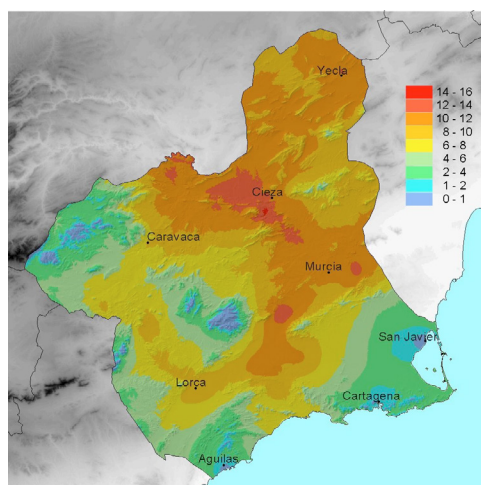 Yecla
14 - 16
12 - 14
10 - 12
8 - 10
6 - 8
4 - 6
2 - 4
1 - 2
0 - 1
Cieza
Caravaca
Murcia
San Javier
Lorca
Cartagena
Aguilas